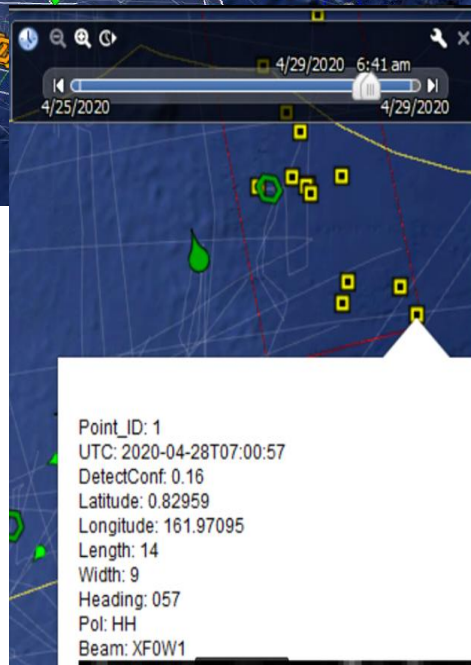 4/29/2020 6:41 am
4/25/2020 4/29/2020
Point_ID: 1
UTC: 2020-04-28T07:00:57
DetectConf: 0.16
Latitude: 0.82959
Longitude: 161.97095
Length: 14
Width: 9
Heading: 057
Pol: HH
Beam: XF0W1